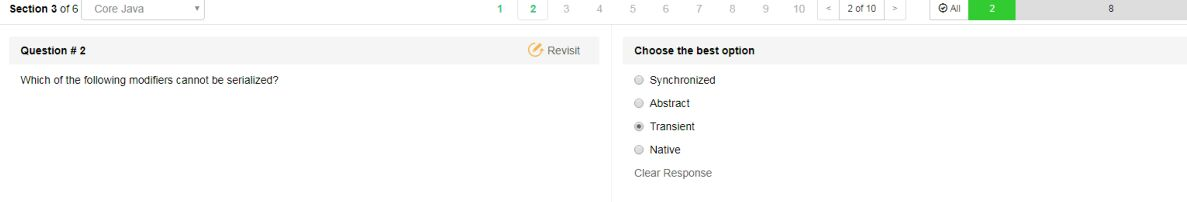 Section 3 of 6 Core Java 1 2 3 4 5 6 7 8 9 10 < 2 of 10 > All 2 8
Question # 2 Revisit Choose the best option
Which of the following modifiers cannot be serialized? Synchronized
Abstract
Transient
Native
Clear Response